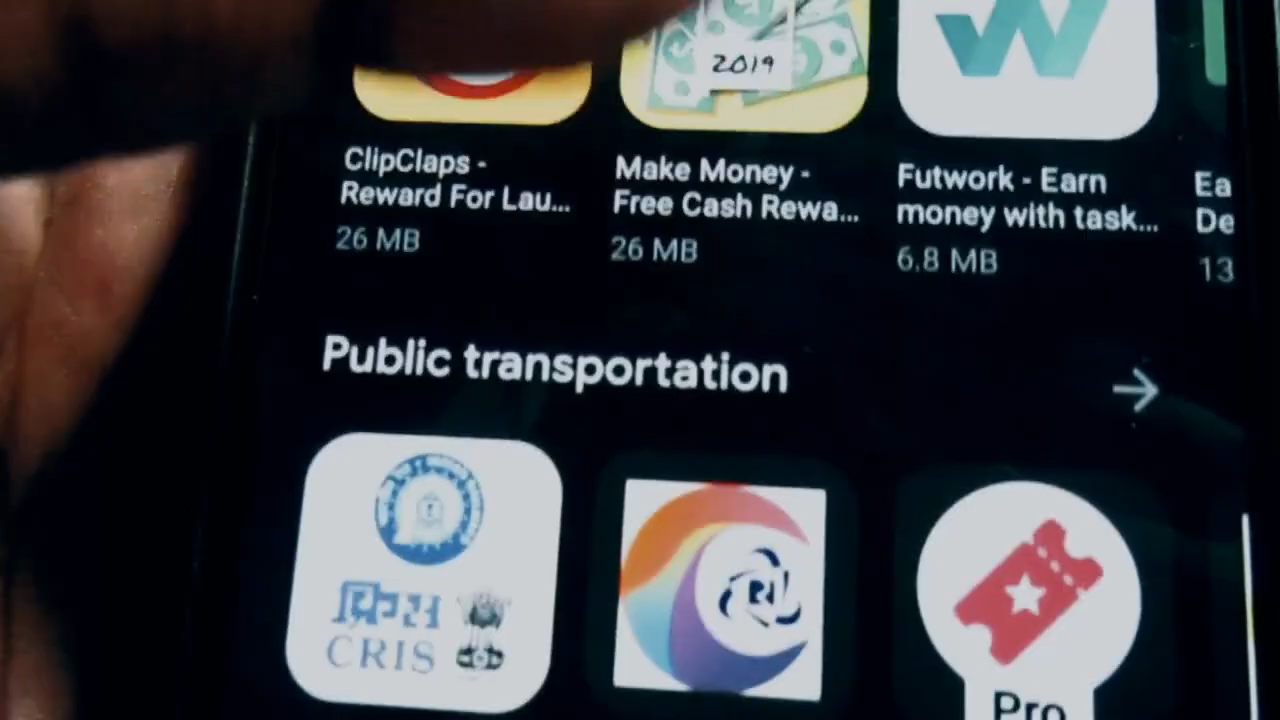 2019
ClipClaps -
Reward For Lau...
26 MB
Make Money -
Free Cash Rewa...
26 MB
Futwork - Earn
money with task...
6.8 MB
Ea
De
13
Public transportation
क्रिस
CRIS
Pro